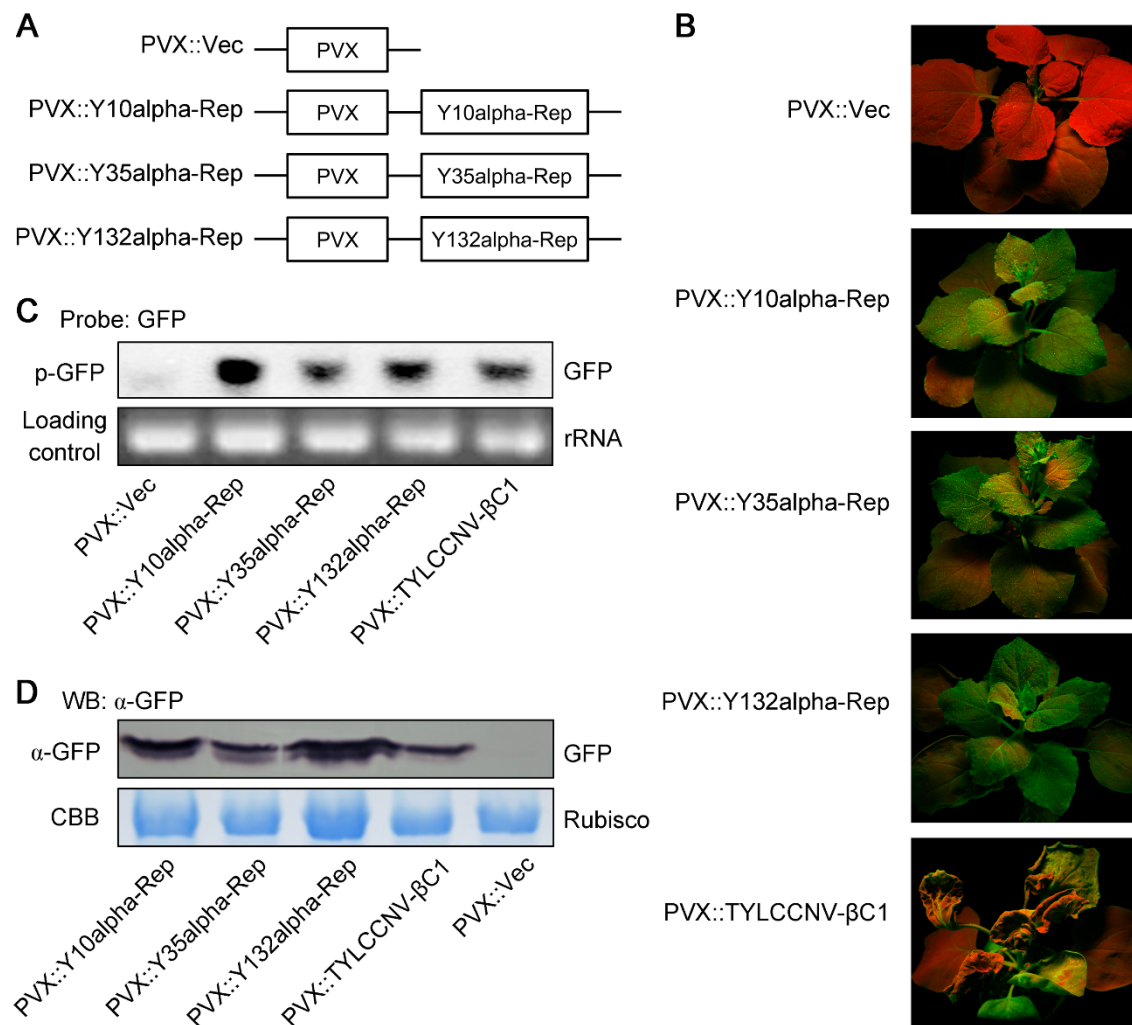 A
PVX::Vec
PVX
PVX::Y10alpha-Rep
PVX
Y10alpha-Rep
PVX::Y35alpha-Rep
PVX
Y35alpha-Rep
PVX::Y132alpha-Rep
PVX
Y132alpha-Rep
B
PVX::Vec
PVX::Y10alpha-Rep
PVX::Y35alpha-Rep
PVX::Y132alpha-Rep
PVX::TYLCCNV-βC1
C
Probe: GFP
p-GFP
GFP
Loading
control
rRNA
PVX::Vec
PVX::Y10alpha-Rep
PVX::Y35alpha-Rep
PVX::Y132alpha-Rep
PVX::TYLCCNV-βC1
D
WB: α-GFP
α-GFP
GFP
CBB
Rubisco
PVX::Y10alpha-Rep
PVX::Y35alpha-Rep
PVX::Y132alpha-Rep
PVX::TYLCCNV-βC1
PVX::Vec